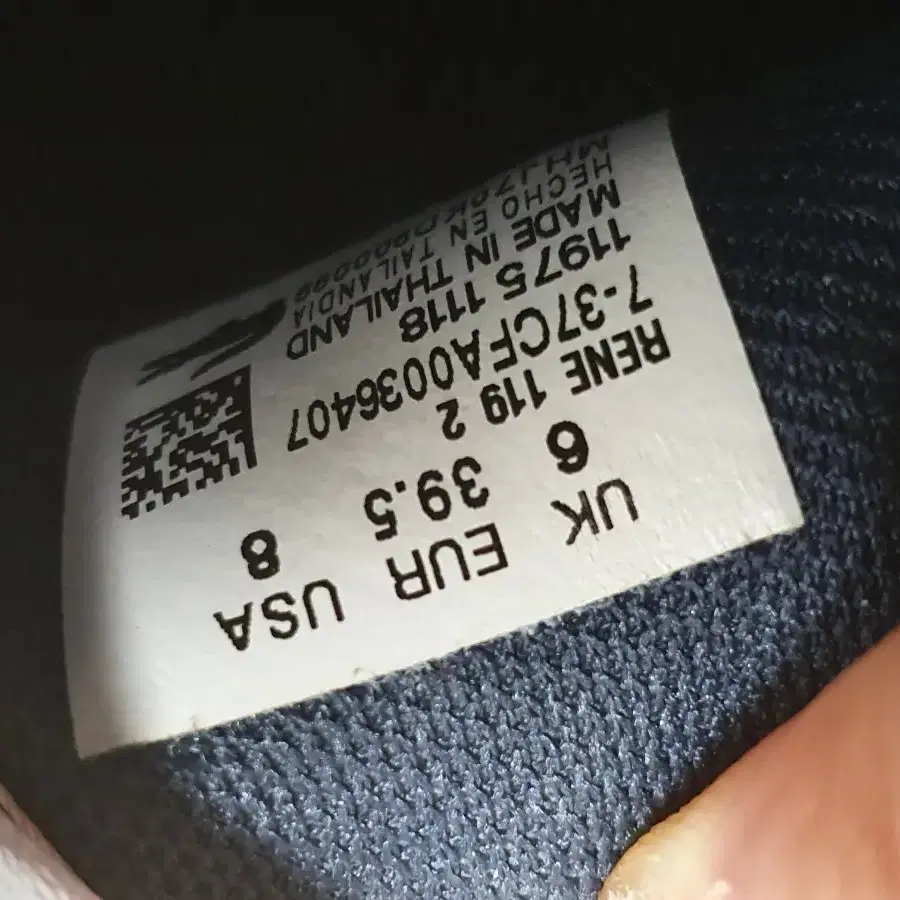 UK EUR USA
6 39.5 8
RENE 119 2
7-37CFA0036407
11975 1118
MADE IN THAILAND
HECHO EN TAILANDIA